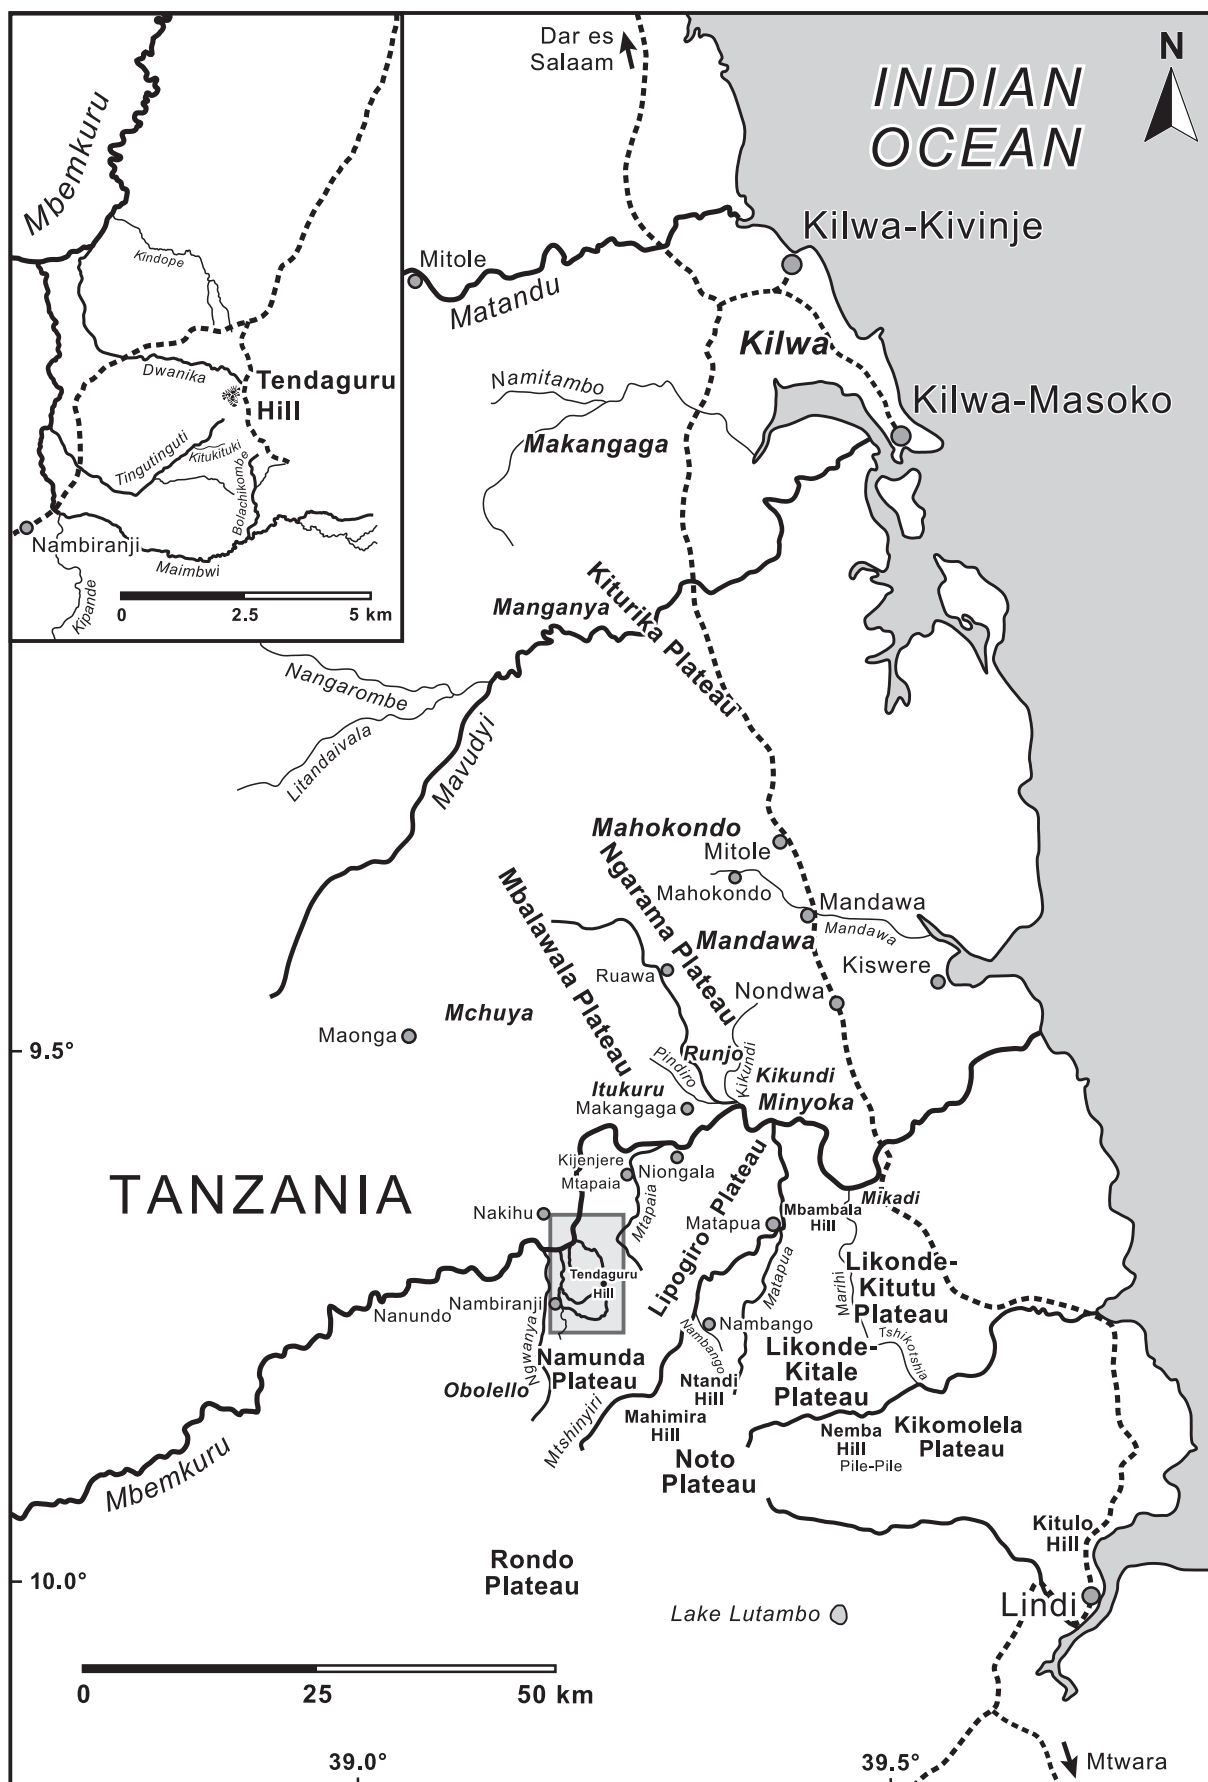 Dar es
Salaam
N
INDIAN
OCEAN
Mbemkuru
Kindope
Dwanika
Tendaguru
Hill
Tingutinguti
Kitukituki
Bolachikombe
Nambiranji
Maimbwi
Kipande
0 2.5 5 km
Kilwa-Kivinje
Mitole
Matandu
Kilwa
Namitambo
Kilwa-Masoko
Makangaga
Kiturika Plateau
Manganya
Nangarombe
Litandaivala
Mavudyi
Mahokondo
Mitole
Ngarama Plateau
Mahokondo
Mbalawala Plateau
Mandawa
Mandawa
Mandawa
Ruawa
Kiswere
Nondwa
Mchuya
Maonga
9.5°
Runjo
Pindiro
Kikundi
Kikundi
Itukuru
Makangaga
Minyoka
Kijenjere
Mtapaia
Niongala
Mtapaia
TANZANIA
Lipogiro Plateau
Mikadi
Mbambala
Hill
Nakihu
Matapua
Matapua
Marihi
Likonde-
Kitutu
Plateau
Tendaguru
Hill
Nambiranji
Nanundo
Ngwanya
Nambango
Nambango
Tshikotshia
Namunda
Plateau
Likonde-
Kitale
Plateau
Obolello
Ntandi
Hill
Mtshinyiri
Mahimira
Hill
Nemba
Hill
Pile-Pile
Kikomolela
Plateau
Noto
Plateau
Mbemkuru
Kitulo
Hill
Rondo
Plateau
10.0°
Lindi
Lake Lutambo
0 25 50 km
39.0°
39.5°
Mtwara